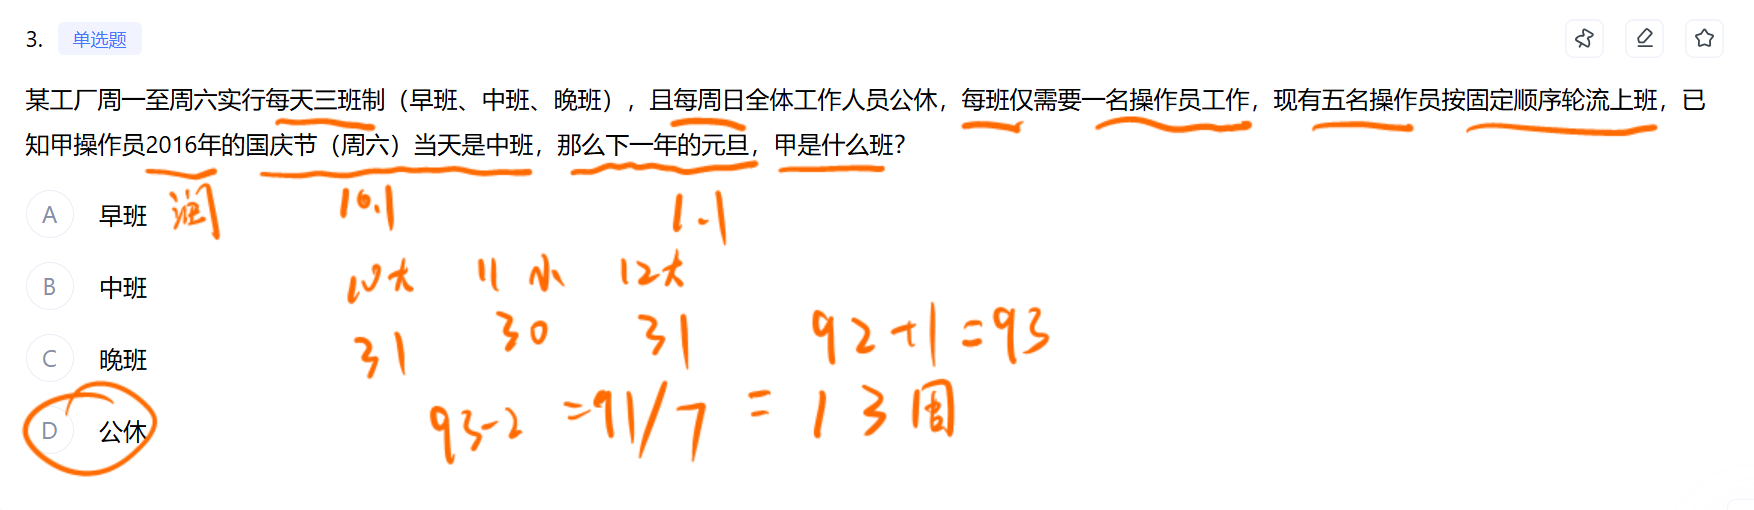 3. 单选题
某工厂周一至周六实行每天三班制（早班、中班、晚班），且每周日全体工作人员公休，每班仅需要一名操作员工作，现有五名操作员按固定顺序轮流上班，已
知甲操作员2016年的国庆节（周六）当天是中班，那么下一年的元旦，甲是什么班？
A 早班 润 10.1 1.1
10大 11小 12大
B 中班
31 30 31 92+1=93
C 晚班
93-2=91/7=13周
D 公休